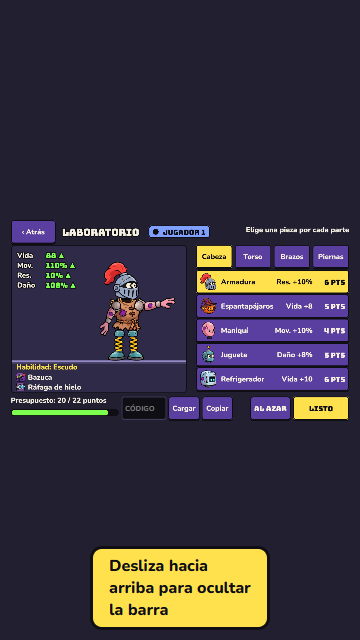 ‹ Atrás
LABORATORIO
JUGADOR 1
Elige una pieza por cada parte
Vida 88 ▲
Mov. 110% ▲
Res. 10% ▲
Daño 108% ▲
Habilidad: Escudo
Bazuca
Ráfaga de hielo
Cabeza Torso Brazos Piernas
Armadura Res. +10% 6 PTS
Espantapájaros Vida +8 5 PTS
Maniquí Mov. +10% 4 PTS
Juguete Daño +8% 5 PTS
Refrigerador Vida +10 6 PTS
Presupuesto: 20 / 22 puntos
CÓDIGO Cargar Copiar AL AZAR LISTO
Desliza hacia
arriba para ocultar
la barra